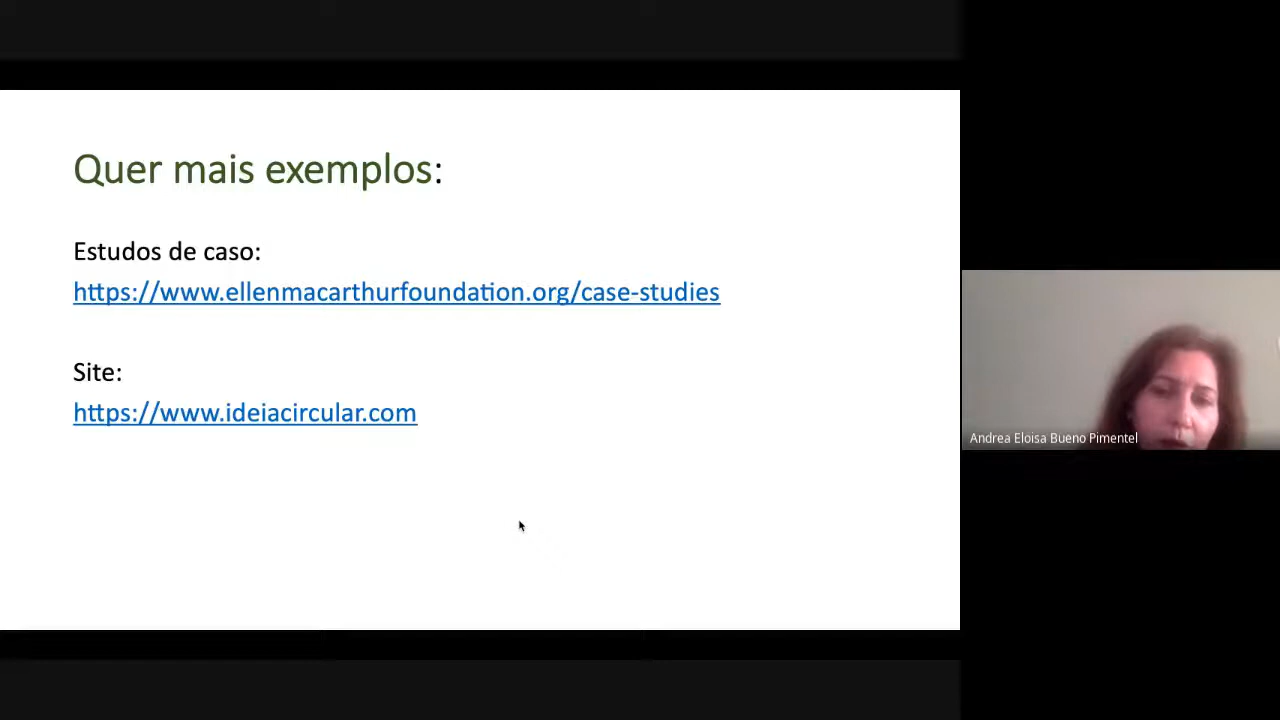 Quer mais exemplos:
Estudos de caso:
https://www.ellenmacarthurfoundation.org/case-studies
Site:
https://www.ideiacircular.com
Andrea Eloisa Bueno Pimentel